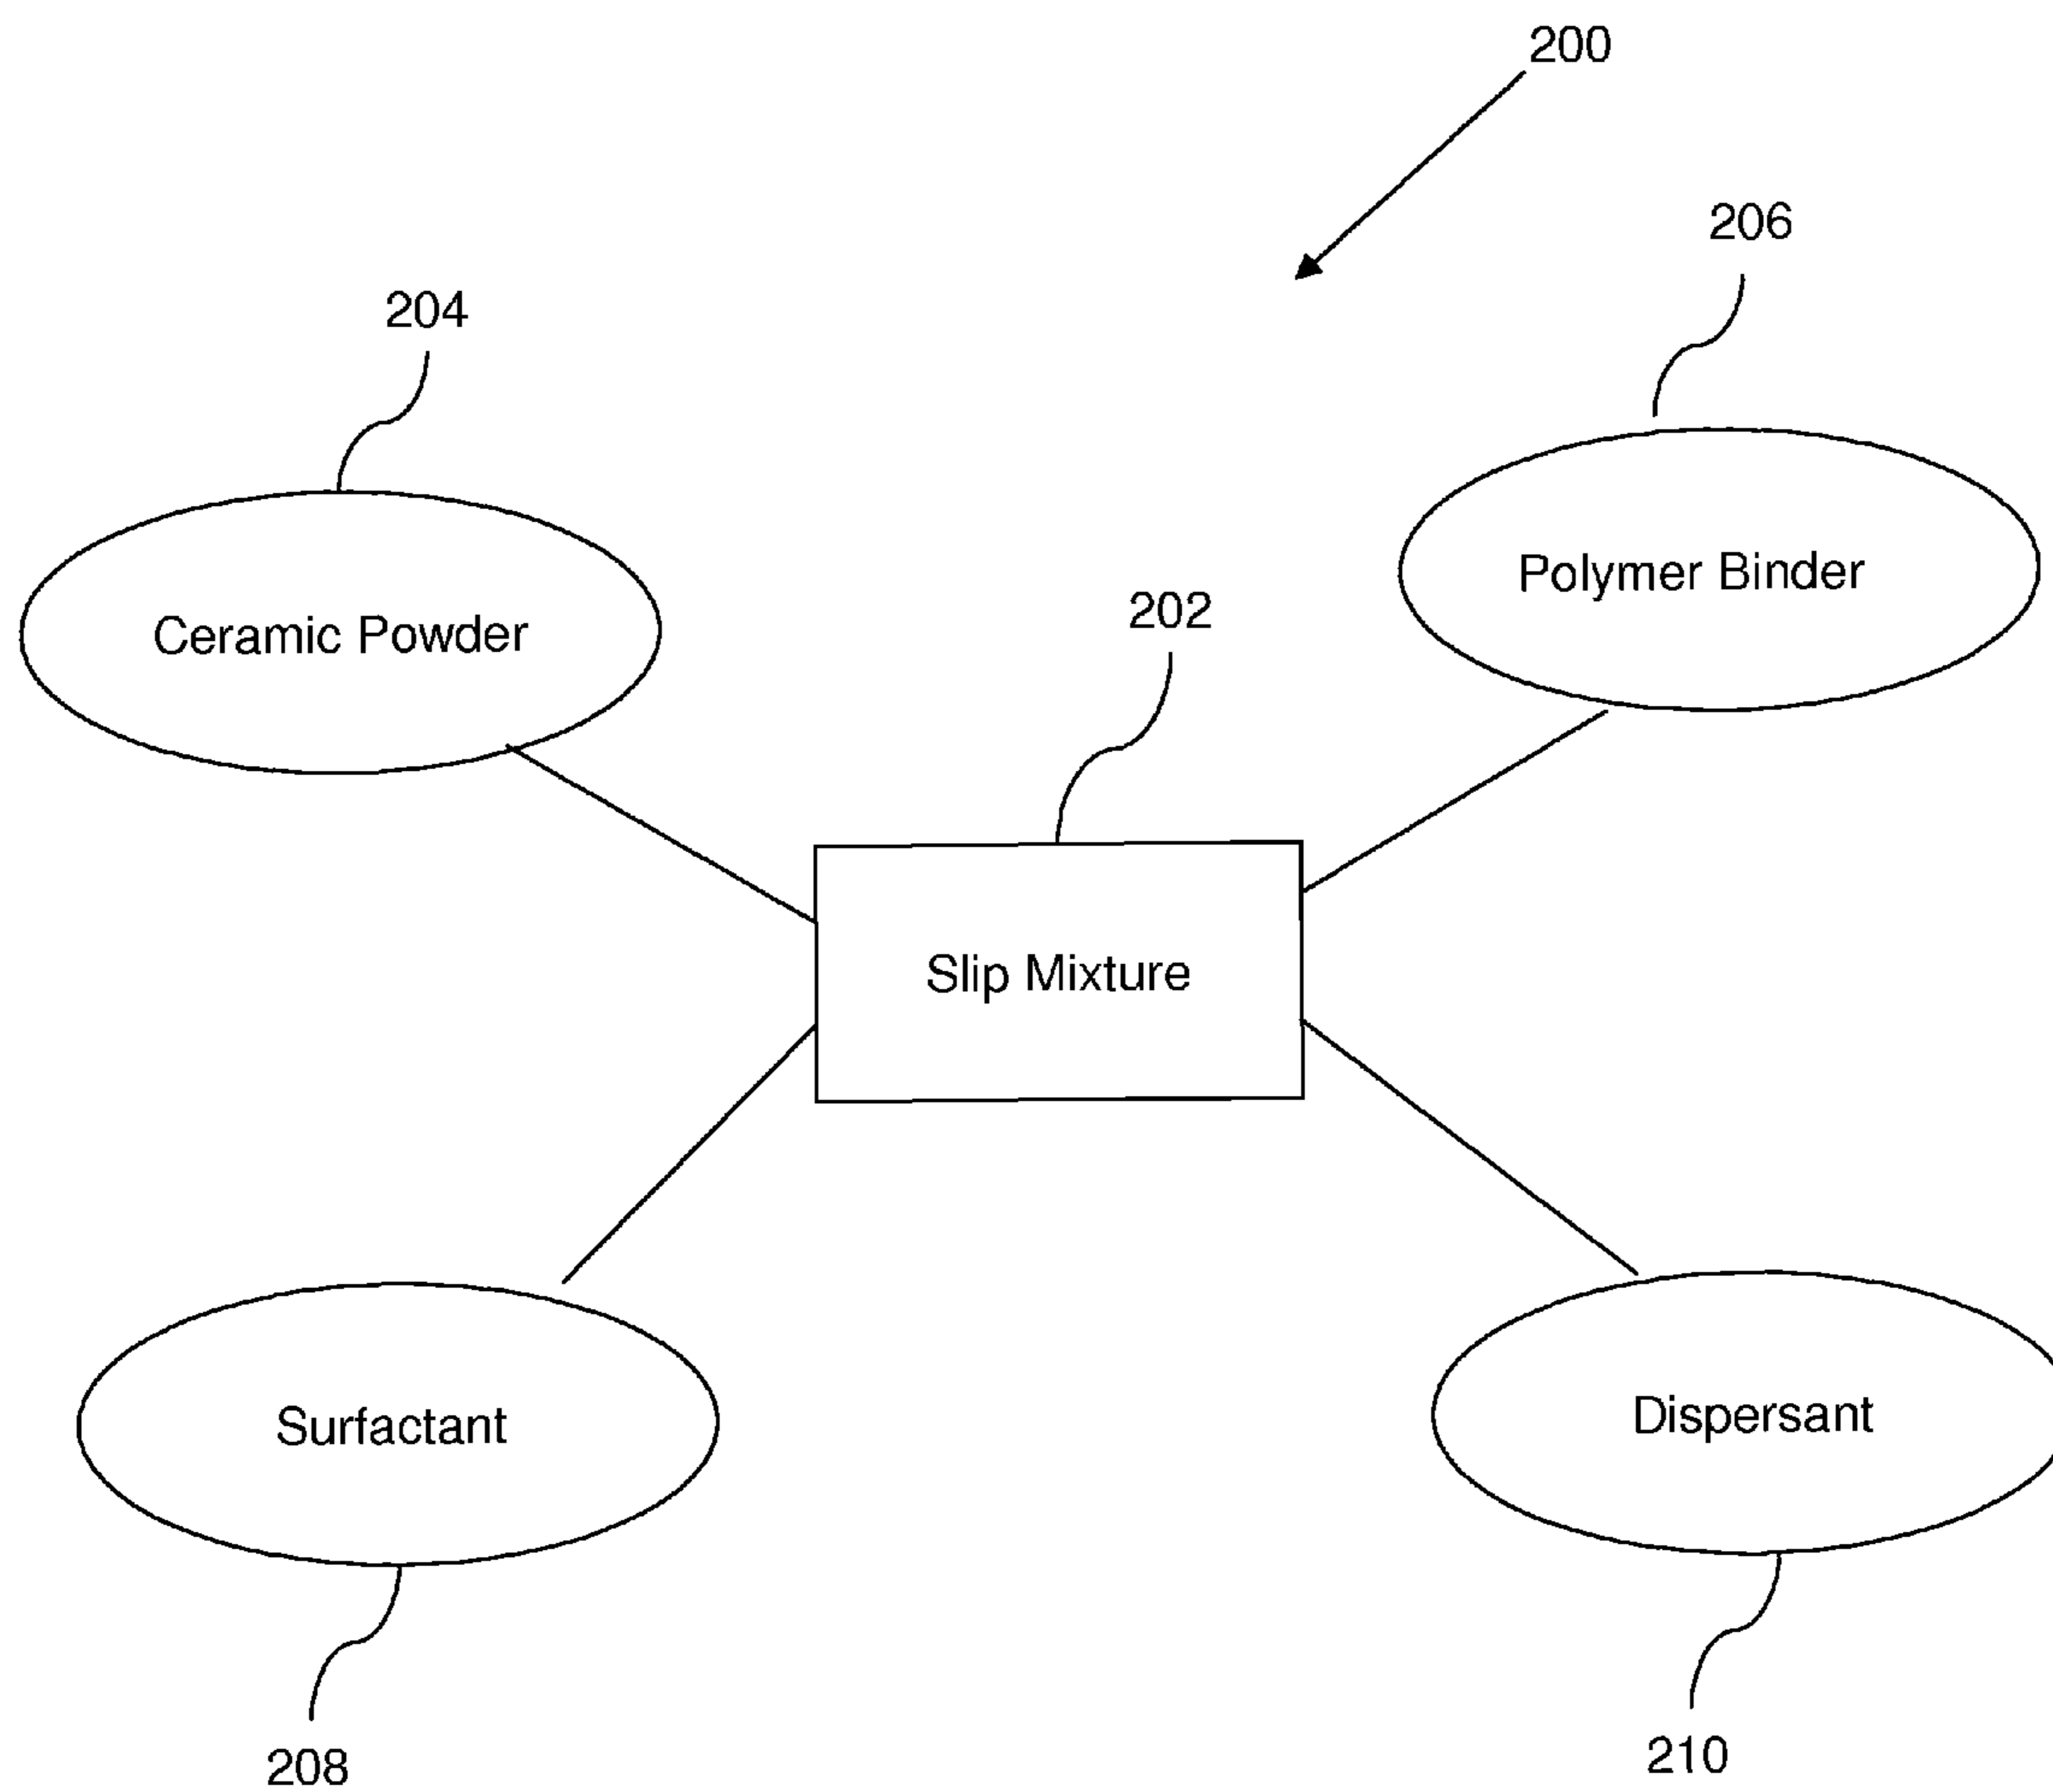 200
206
204
Polymer Binder
202
Ceramic Powder
Slip Mixture
Surfactant
Dispersant
208
210